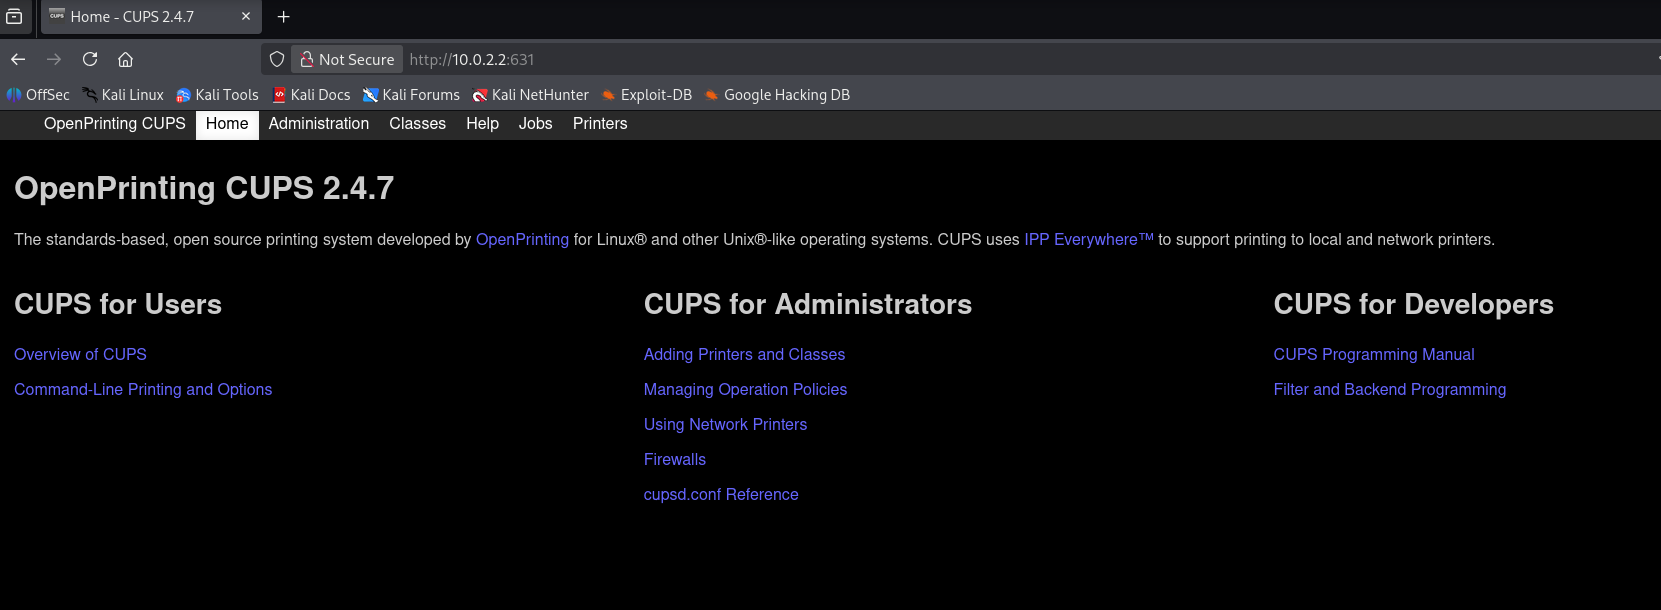 Home - CUPS 2.4.7
Not Secure http://10.0.2.2:631
OffSec Kali Linux Kali Tools Kali Docs Kali Forums Kali NetHunter Exploit-DB Google Hacking DB
OpenPrinting CUPS Home Administration Classes Help Jobs Printers
OpenPrinting CUPS 2.4.7
The standards-based, open source printing system developed by OpenPrinting for Linux® and other Unix®-like operating systems. CUPS uses IPP Everywhere™ to support printing to local and network printers.
CUPS for Users
Overview of CUPS
Command-Line Printing and Options
CUPS for Administrators
Adding Printers and Classes
Managing Operation Policies
Using Network Printers
Firewalls
cupsd.conf Reference
CUPS for Developers
CUPS Programming Manual
Filter and Backend Programming